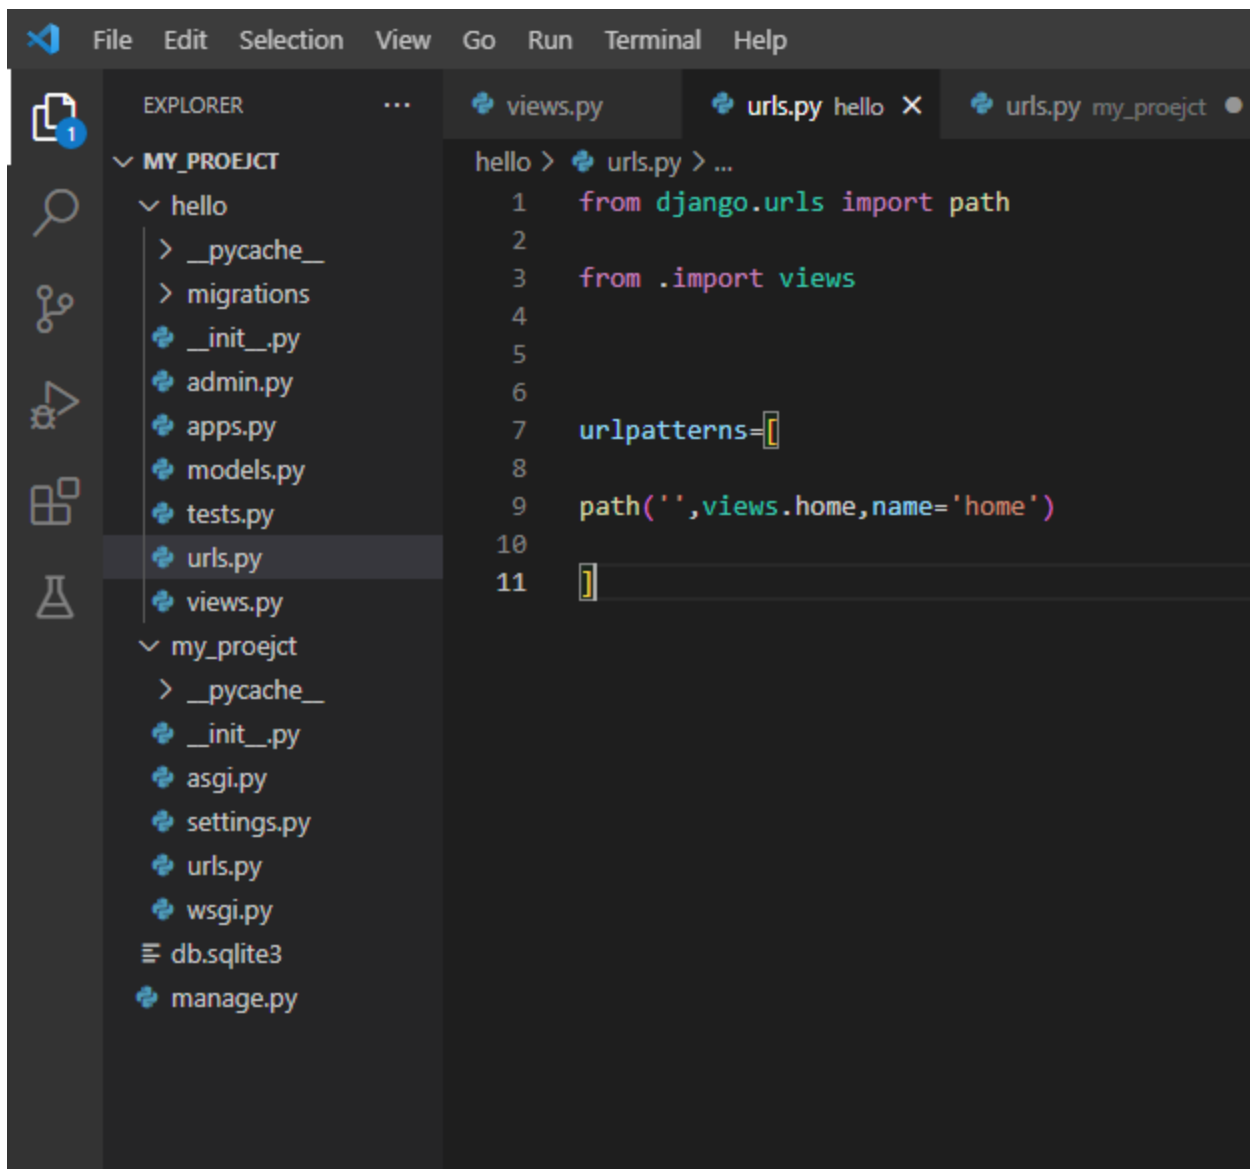 File Edit Selection View Go Run Terminal Help
EXPLORER ...
views.py urls.py hello × urls.py my_proejct
1
MY_PROEJCT
hello > urls.py > ...
hello
__pycache__
migrations
__init__.py
admin.py
apps.py
models.py
tests.py
urls.py
views.py
my_proejct
__pycache__
__init__.py
asgi.py
settings.py
urls.py
wsgi.py
db.sqlite3
manage.py
1 from django.urls import path
2
3 from .import views
4
5
6
7 urlpatterns=[
8
9 path('',views.home,name='home')
10
11 ]